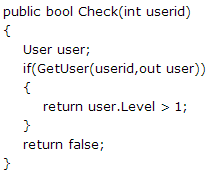 public bool Check(int userid)
{
User user;
if(GetUser(userid,out user))
{
return user.Level > 1;
}
return false;
}